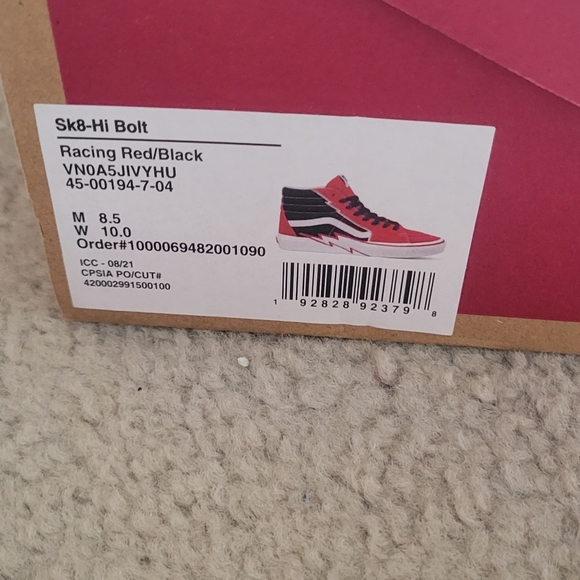 Sk8-Hi Bolt
Racing Red/Black
VN0A5JIVYHU
45-00194-7-04
M 8.5
W 10.0
Order#1000069482001090
ICC - 08/21
CPSIA PO/CUT#
420002991500100
1 92828 92379 8